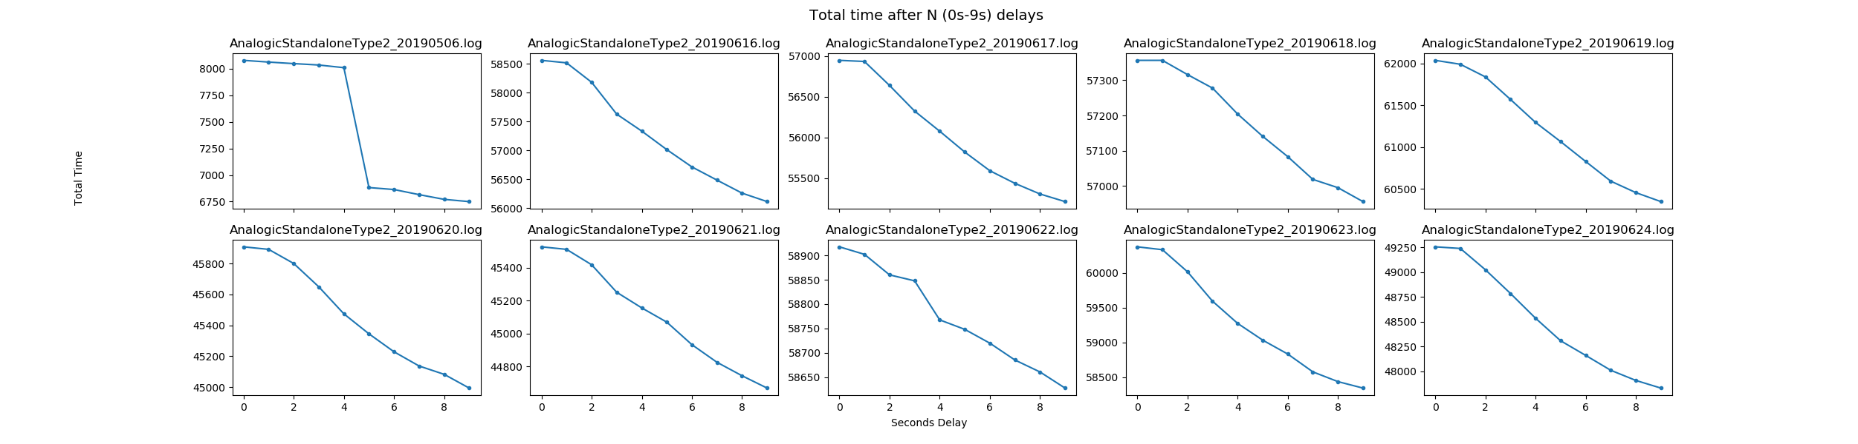 Total time after N (0s-9s) delays
AnalogicStandaloneType2_20190506.log
8000
7750
7500
7250
7000
6750
AnalogicStandaloneType2_20190616.log
58500
58000
57500
57000
56500
56000
AnalogicStandaloneType2_20190617.log
57000
56500
56000
55500
AnalogicStandaloneType2_20190618.log
57300
57200
57100
57000
AnalogicStandaloneType2_20190619.log
62000
61500
61000
60500
Total Time
AnalogicStandaloneType2_20190620.log
45800
45600
45400
45200
45000
0 2 4 6 8
AnalogicStandaloneType2_20190621.log
45400
45200
45000
44800
0 2 4 6 8
AnalogicStandaloneType2_20190622.log
58900
58850
58800
58750
58700
58650
0 2 4 6 8
AnalogicStandaloneType2_20190623.log
60000
59500
59000
58500
0 2 4 6 8
AnalogicStandaloneType2_20190624.log
49250
49000
48750
48500
48250
48000
0 2 4 6 8
Seconds Delay